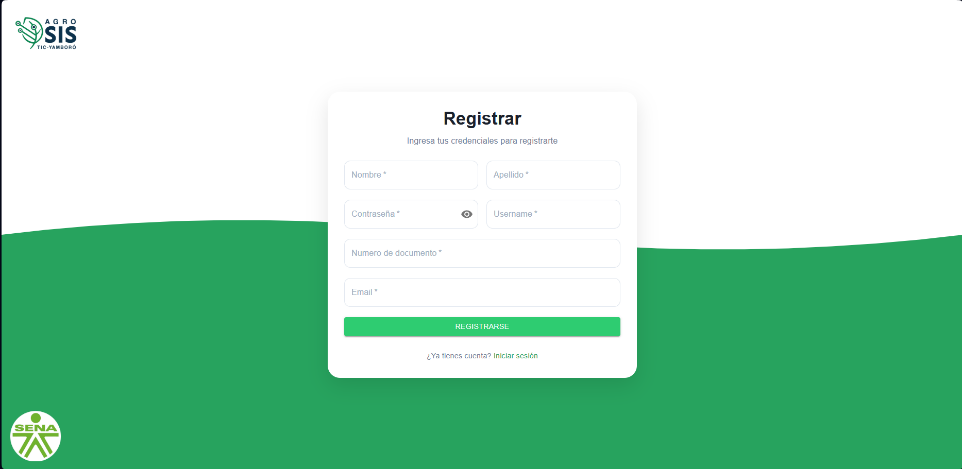 AGRO
SIS
TIC-YAMBORÓ
Registrar
Ingresa tus credenciales para registrarte
Nombre *
Apellido *
Contraseña *
Username *
Numero de documento *
Email *
REGISTRARSE
¿Ya tienes cuenta? Iniciar sesión
SENA